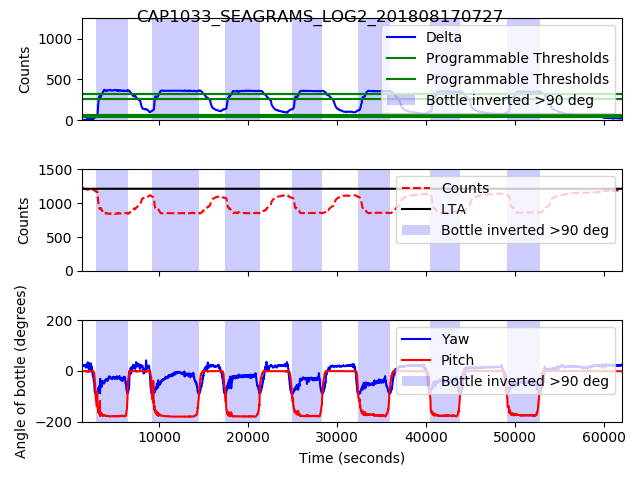 CAP1033_SEAGRAMS_LOG2_201808170727
Counts
1000
500
0
Delta
Programmable Thresholds
Programmable Thresholds
Bottle inverted >90 deg
Counts
1500
1000
500
0
Counts
LTA
Bottle inverted >90 deg
Angle of bottle (degrees)
200
0
−200
Yaw
Pitch
Bottle inverted >90 deg
10000 20000 30000 40000 50000 60000
Time (seconds)